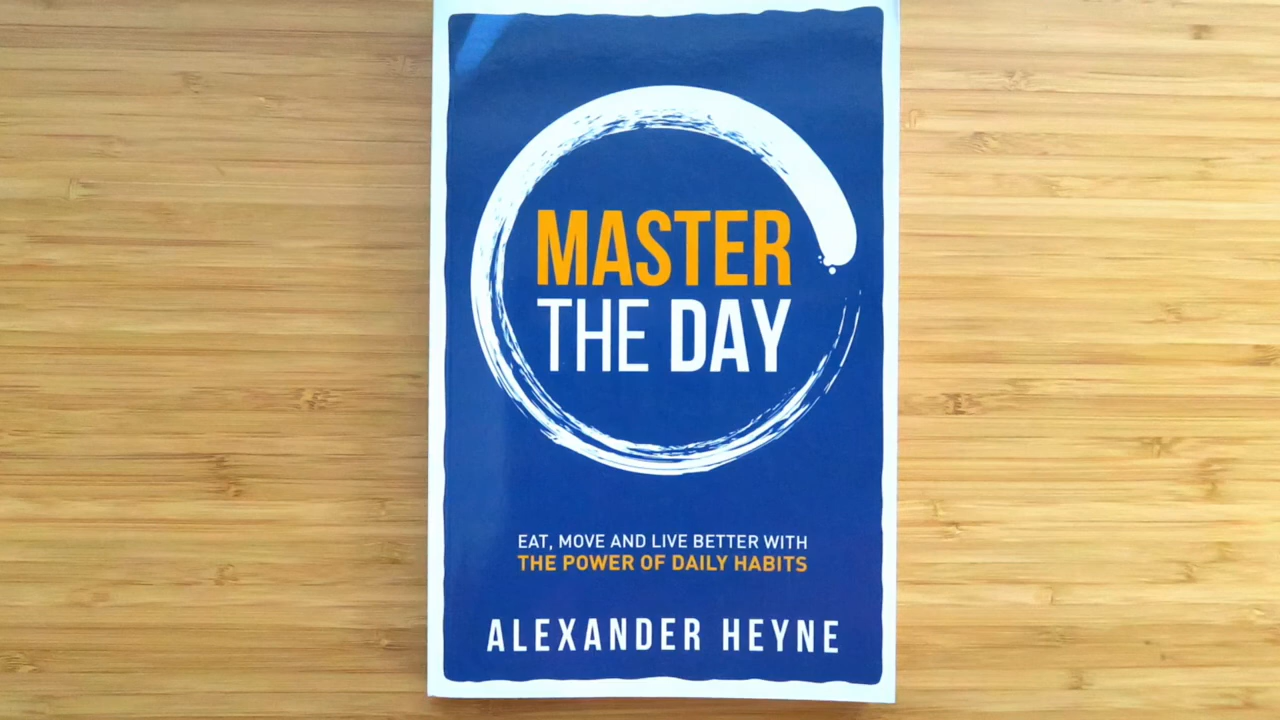 MASTER
THE DAY
EAT, MOVE AND LIVE BETTER WITH
THE POWER OF DAILY HABITS
ALEXANDER HEYNE